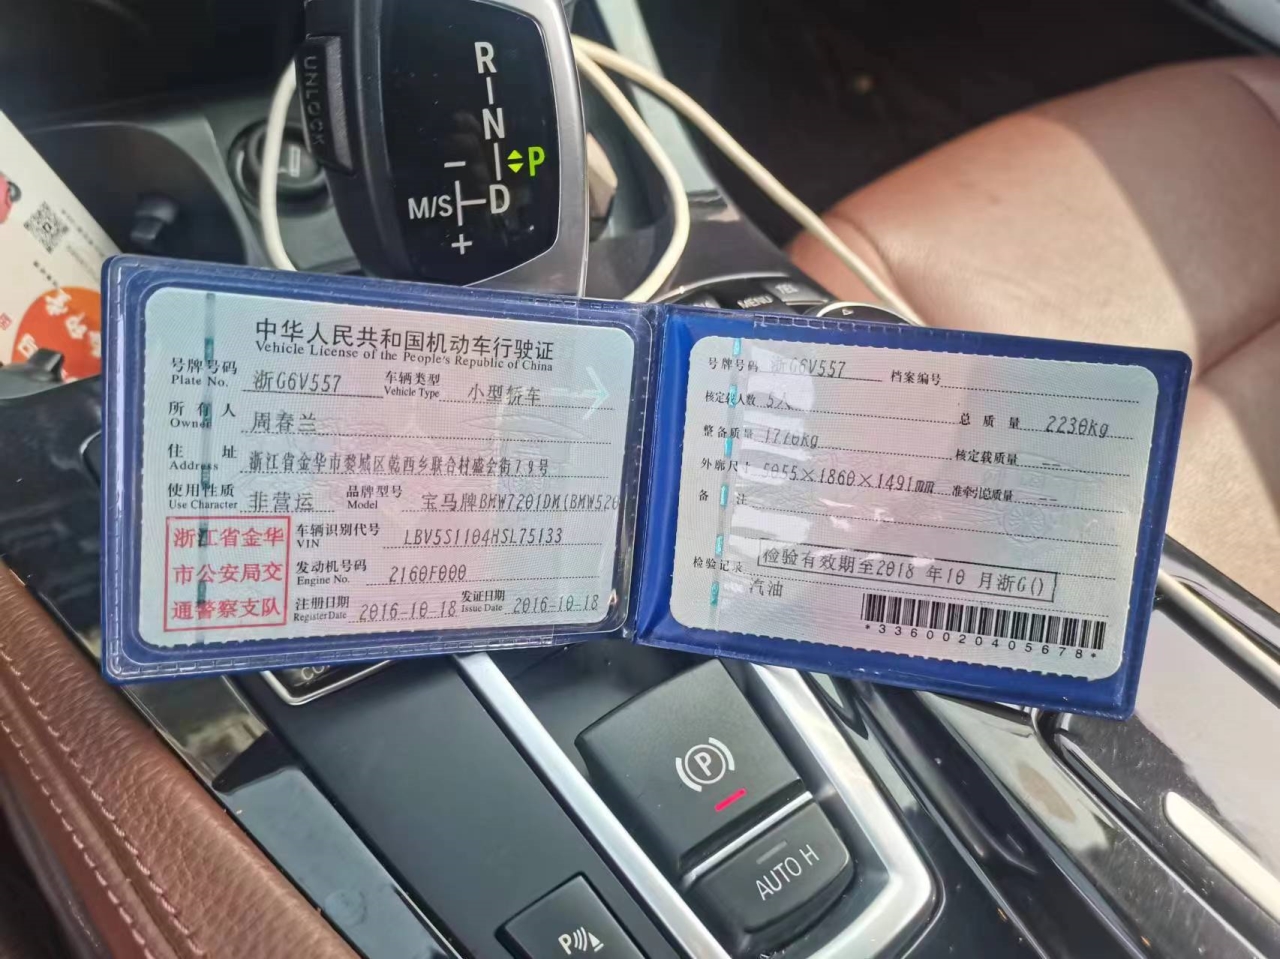 UNLOCK
R
N
P
M/S
D
+
MENU
TEL
中华人民共和国机动车行驶证
Vehicle License of the People's Republic of China
号牌号码 浙G6V557 车辆类型 小型轿车
Plate No. Vehicle Type
所有人 周春兰
Owner
住址 浙江省金华市婺城区乾西乡联合村盛会街79号
Address
使用性质 非营运 品牌型号 宝马牌BMW7201DM(BMW520
Use Character Model
浙江省金华
市公安局交
通警察支队
车辆识别代号 LBV5S1104HSL75133
VIN
发动机号码 2160F000
Engine No.
注册日期 2016-10-18 发证日期 2016-10-18
Register Date Issue Date
号牌号码 浙G6V557 档案编号
核定载人数 5人 总质量 2230kg
整备质量 1770kg 核定载质量 --
外廓尺寸 5055×1860×1491mm 准牵引总质量 --
备注
检验记录 检验有效期至2018 年10 月浙G()
汽油
*3360020405678*
P
AUTO H
P